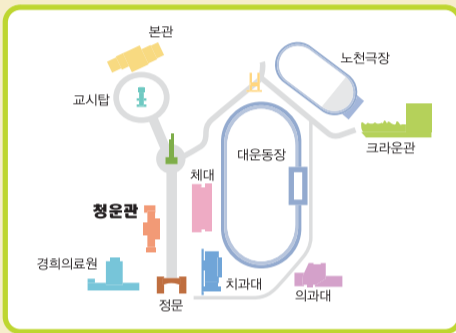 본관
노천극장
교시탑
크라운관
대운동장
체대
청운관
경희의료원
정문
치과대
의과대